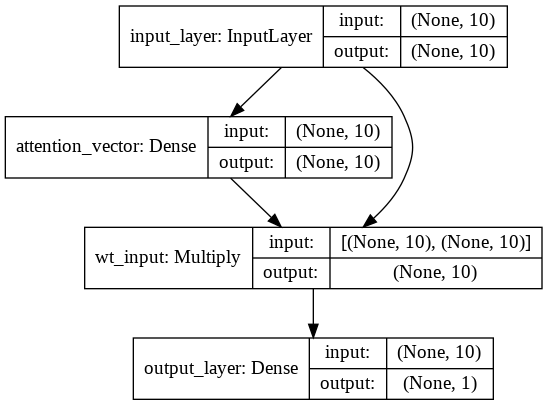 input_layer: InputLayer
input: (None, 10)
output: (None, 10)
attention_vector: Dense
input: (None, 10)
output: (None, 10)
wt_input: Multiply
input: [(None, 10), (None, 10)]
output: (None, 10)
output_layer: Dense
input: (None, 10)
output: (None, 1)